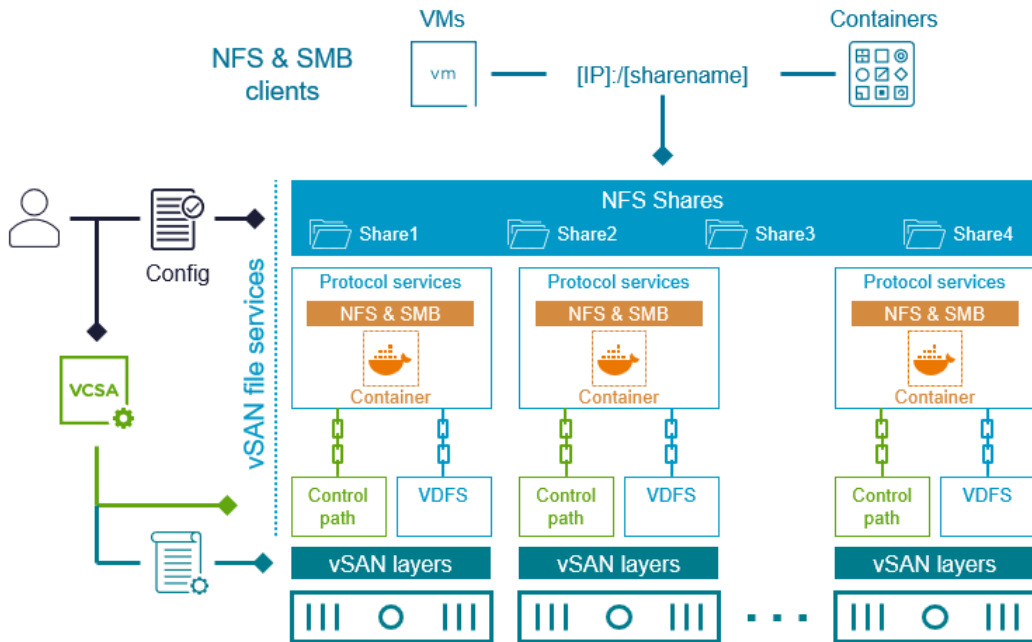 VMs
Containers
NFS & SMB
clients
vm
[IP]:/[sharename]
NFS Shares
Share1
Share2
Share3
Share4
Config
VCSA
vSAN file services
Protocol services
NFS & SMB
Container
Protocol services
NFS & SMB
Container
Protocol services
NFS & SMB
Container
Control
path
VDFS
Control
path
VDFS
Control
path
VDFS
vSAN layers
vSAN layers
vSAN layers